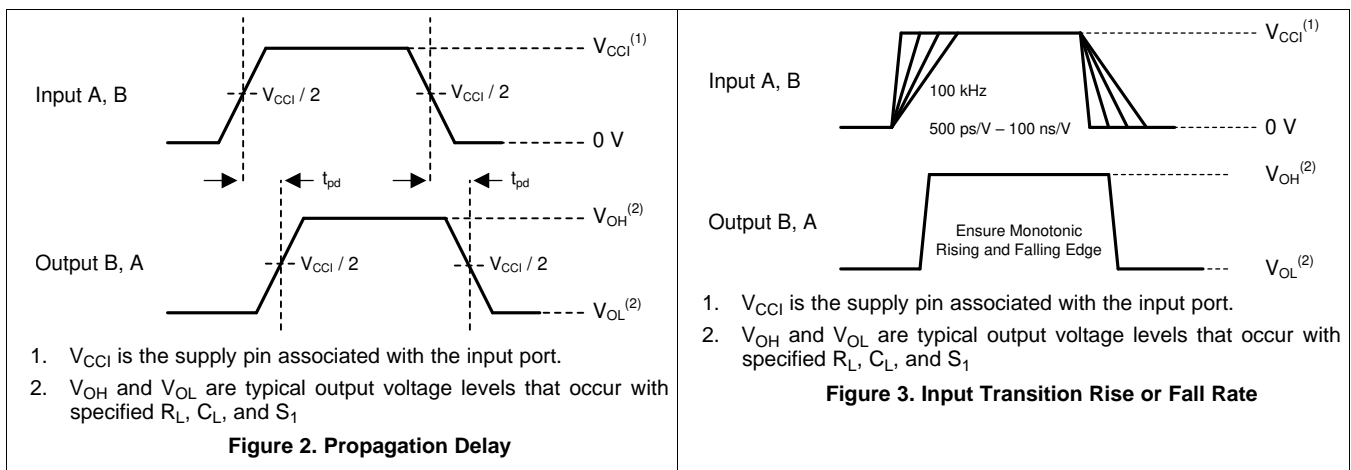 V_CCI^(1)
Input A, B
V_CCI / 2
V_CCI / 2
0 V
t_pd
t_pd
V_OH^(2)
Output B, A
V_CCI / 2
V_CCI / 2
V_OL^(2)
1. V_CCI is the supply pin associated with the input port.
2. V_OH and V_OL are typical output voltage levels that occur with
specified R_L, C_L, and S_1
Figure 2. Propagation Delay
V_CCI^(1)
Input A, B
100 kHz
500 ps/V – 100 ns/V
0 V
V_OH^(2)
Output B, A
Ensure Monotonic
Rising and Falling Edge
V_OL^(2)
1. V_CCI is the supply pin associated with the input port.
2. V_OH and V_OL are typical output voltage levels that occur with
specified R_L, C_L, and S_1
Figure 3. Input Transition Rise or Fall Rate